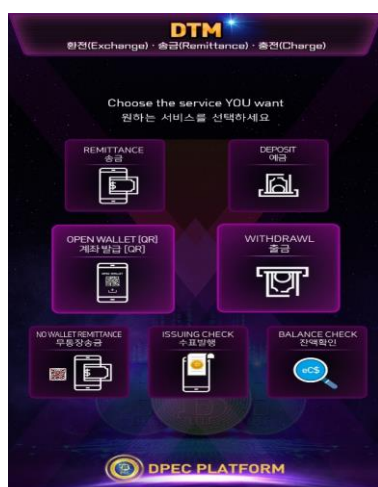 DTM
환전(Exchange) · 송금(Remittance) · 충전(Charge)
Choose the service YOU want
원하는 서비스를 선택하세요
REMITTANCE
송금
DEPOSIT
예금
OPEN WALLET [QR]
계좌 발급 [QR]
WITHDRAWL
출금
NO WALLET REMITTANCE
무통장송금
ISSUING CHECK
수표발행
BALANCE CHECK
잔액확인
eC$
DPEC PLATFORM